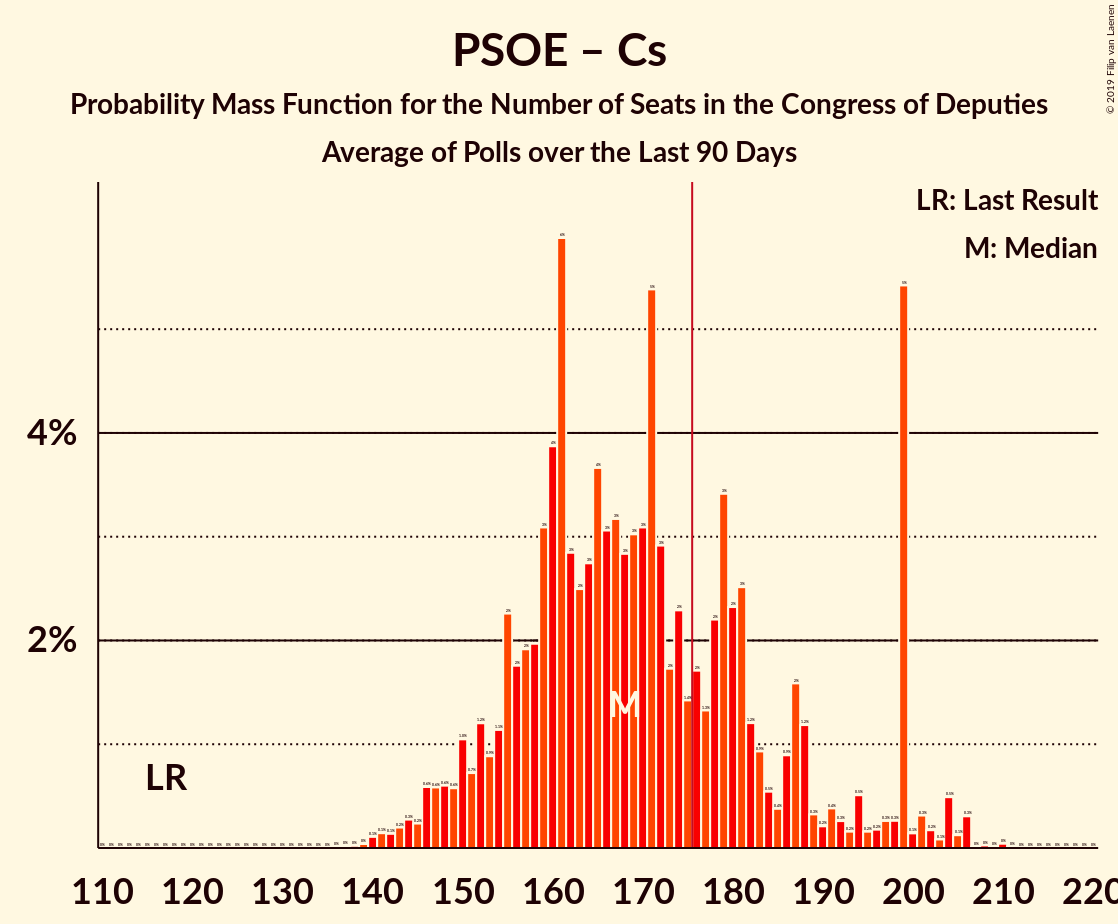 PSOE – Cs
Probability Mass Function for the Number of Seats in the Congress of Deputies
Average of Polls over the Last 90 Days
© 2019 Filip van Laenen
LR: Last Result
M: Median
4%
2%
LR
M
110 120 130 140 150 160 170 180 190 200 210 220